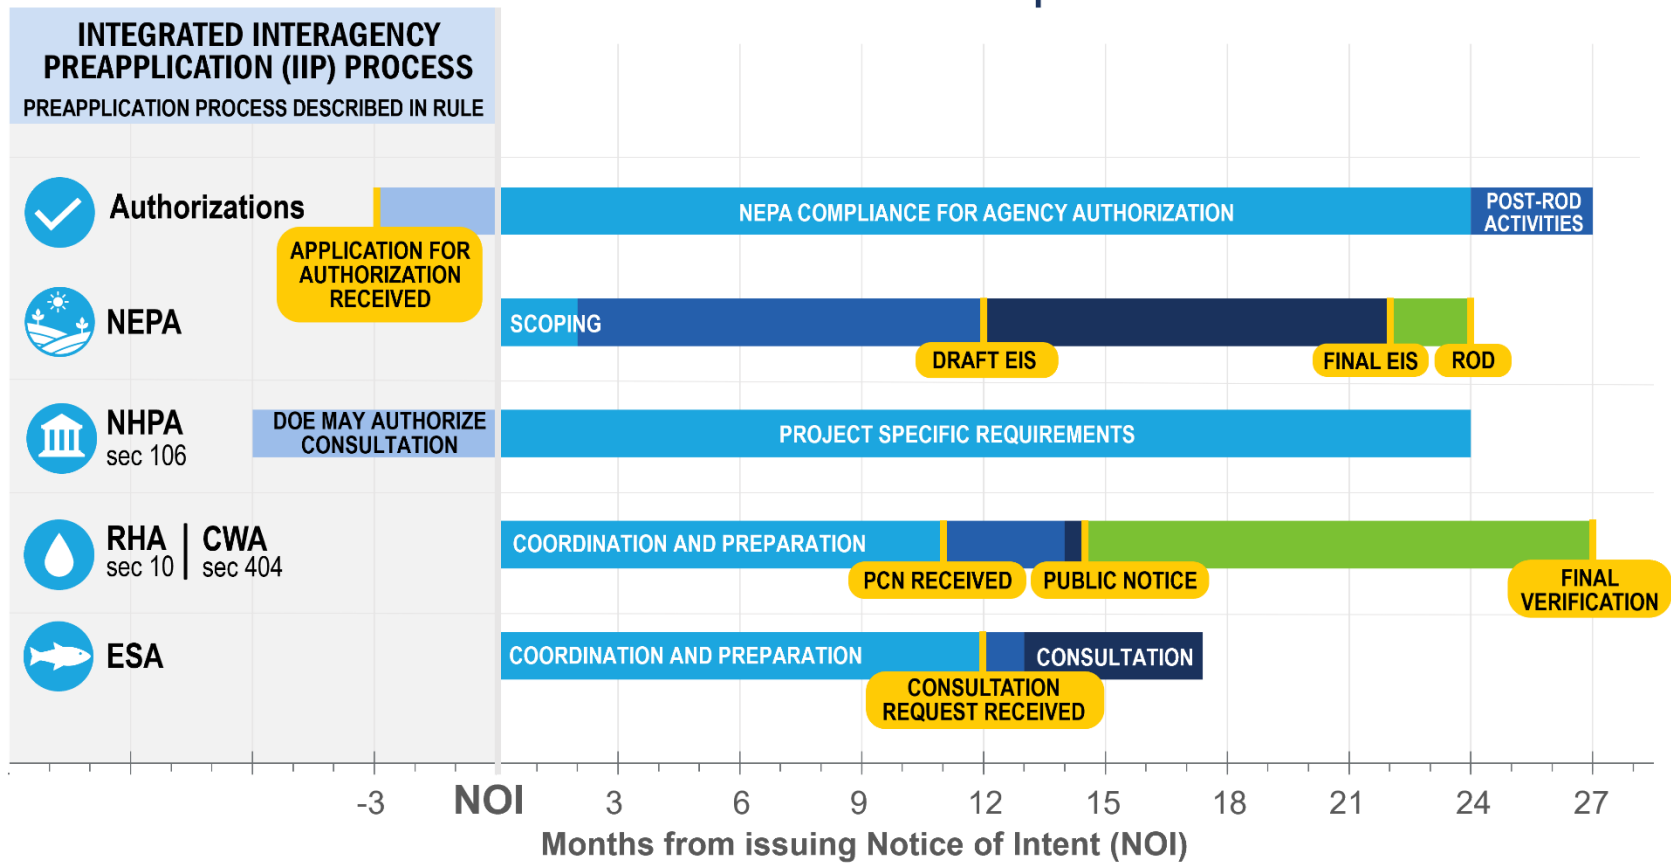 INTEGRATED INTERAGENCY
PREAPPLICATION (IIP) PROCESS
PREAPPLICATION PROCESS DESCRIBED IN RULE
Authorizations
APPLICATION FOR
AUTHORIZATION
RECEIVED
NEPA COMPLIANCE FOR AGENCY AUTHORIZATION
POST-ROD
ACTIVITIES
NEPA
SCOPING
DRAFT EIS
FINAL EIS
ROD
NHPA
sec 106
DOE MAY AUTHORIZE
CONSULTATION
PROJECT SPECIFIC REQUIREMENTS
RHA
sec 10
CWA
sec 404
COORDINATION AND PREPARATION
PCN RECEIVED
PUBLIC NOTICE
FINAL
VERIFICATION
ESA
COORDINATION AND PREPARATION
CONSULTATION
CONSULTATION
REQUEST RECEIVED
-3 NOI 3 6 9 12 15 18 21 24 27
Months from issuing Notice of Intent (NOI)